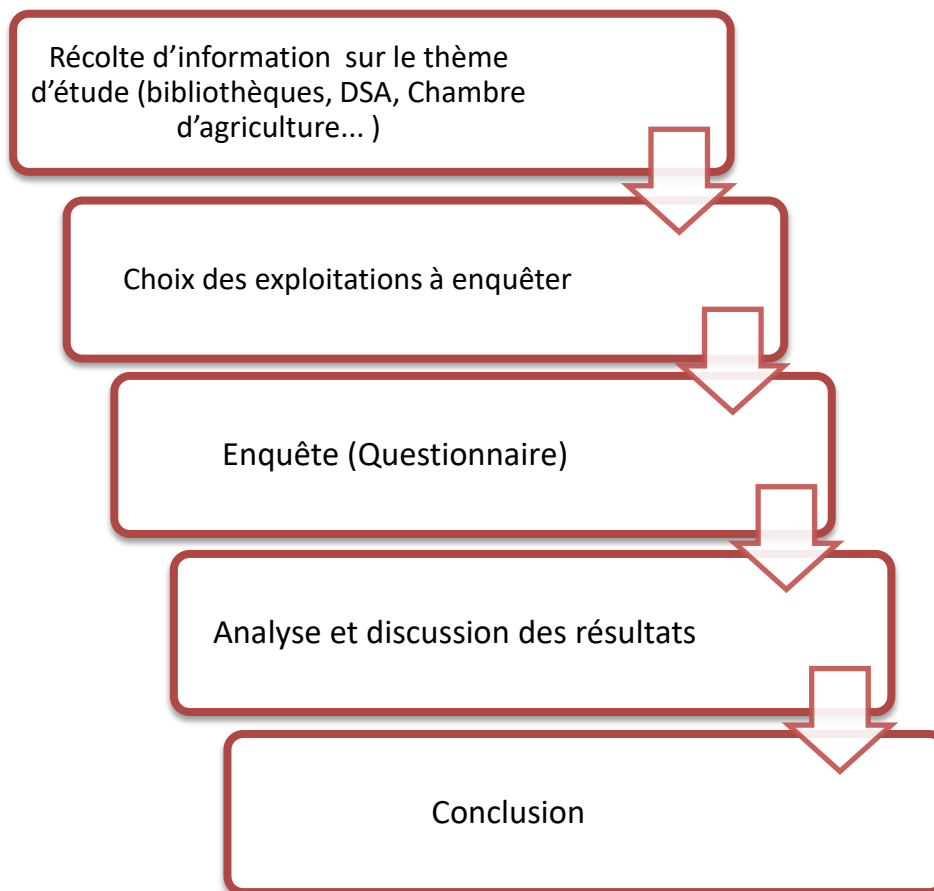 Récolte d’information sur le thème
d’étude (bibliothèques, DSA, Chambre
d’agriculture... )
Choix des exploitations à enquêter
Enquête (Questionnaire)
Analyse et discussion des résultats
Conclusion